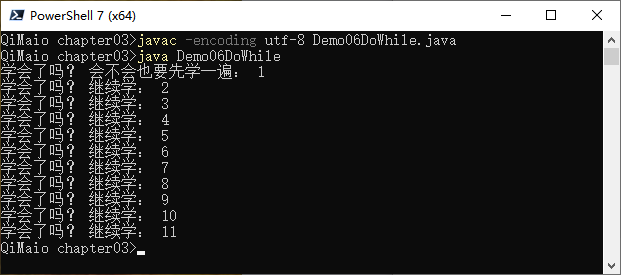 PowerShell 7 (x64)
QiMaio chapter03>javac -encoding utf-8 Demo06DoWhile.java
QiMaio chapter03>java Demo06DoWhile
学会了吗? 会不会也要先学一遍: 1
学会了吗? 继续学: 2
学会了吗? 继续学: 3
学会了吗? 继续学: 4
学会了吗? 继续学: 5
学会了吗? 继续学: 6
学会了吗? 继续学: 7
学会了吗? 继续学: 8
学会了吗? 继续学: 9
学会了吗? 继续学: 10
学会了吗? 继续学: 11
QiMaio chapter03>